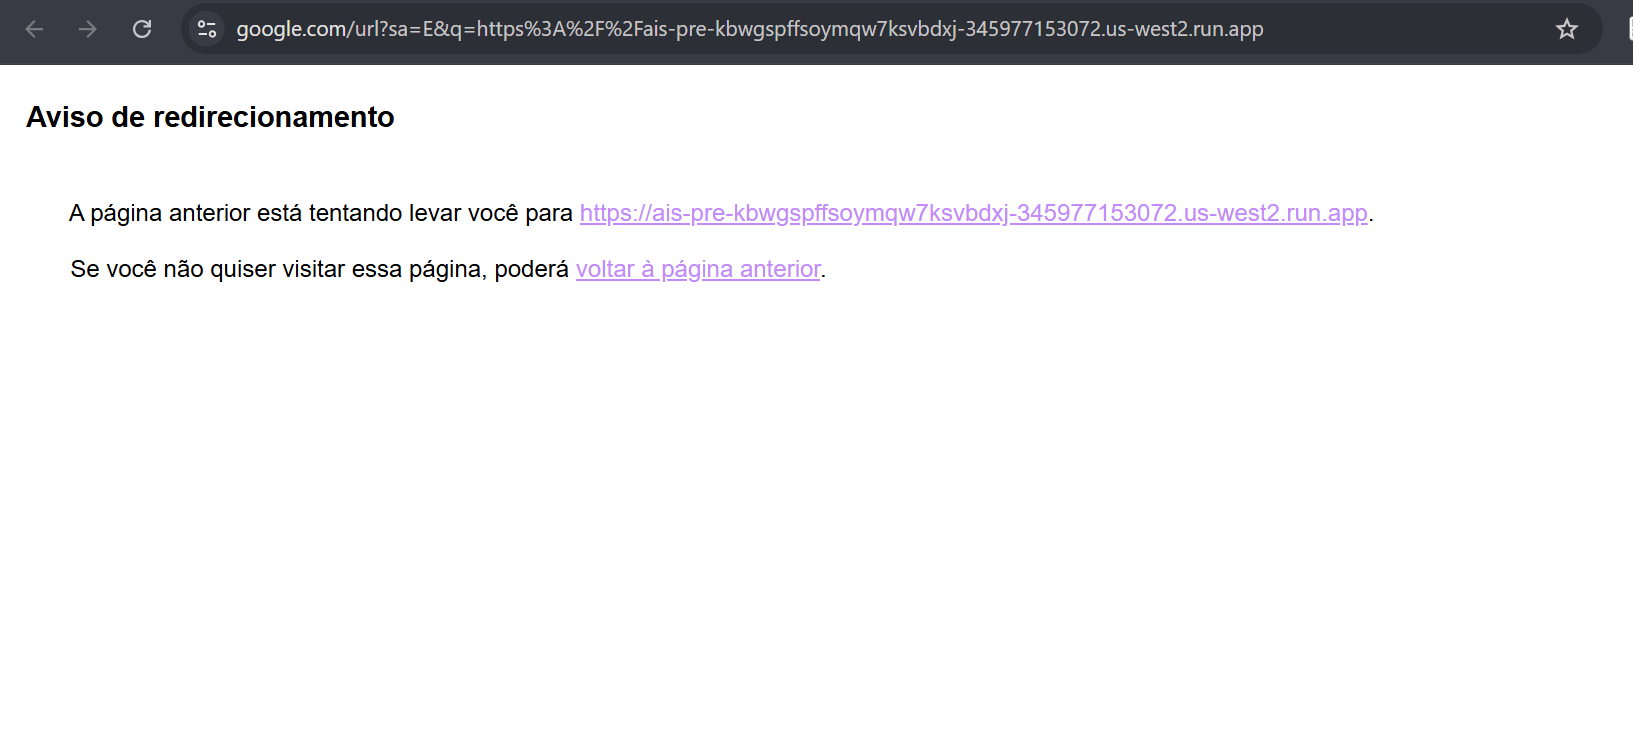 google.com/url?sa=E&q=https%3A%2F%2Fais-pre-kbwgspffsoymqw7ksvbdxj-345977153072.us-west2.run.app
Aviso de redirecionamento
A página anterior está tentando levar você para https://ais-pre-kbwgspffsoymqw7ksvbdxj-345977153072.us-west2.run.app.
Se você não quiser visitar essa página, poderá voltar à página anterior.